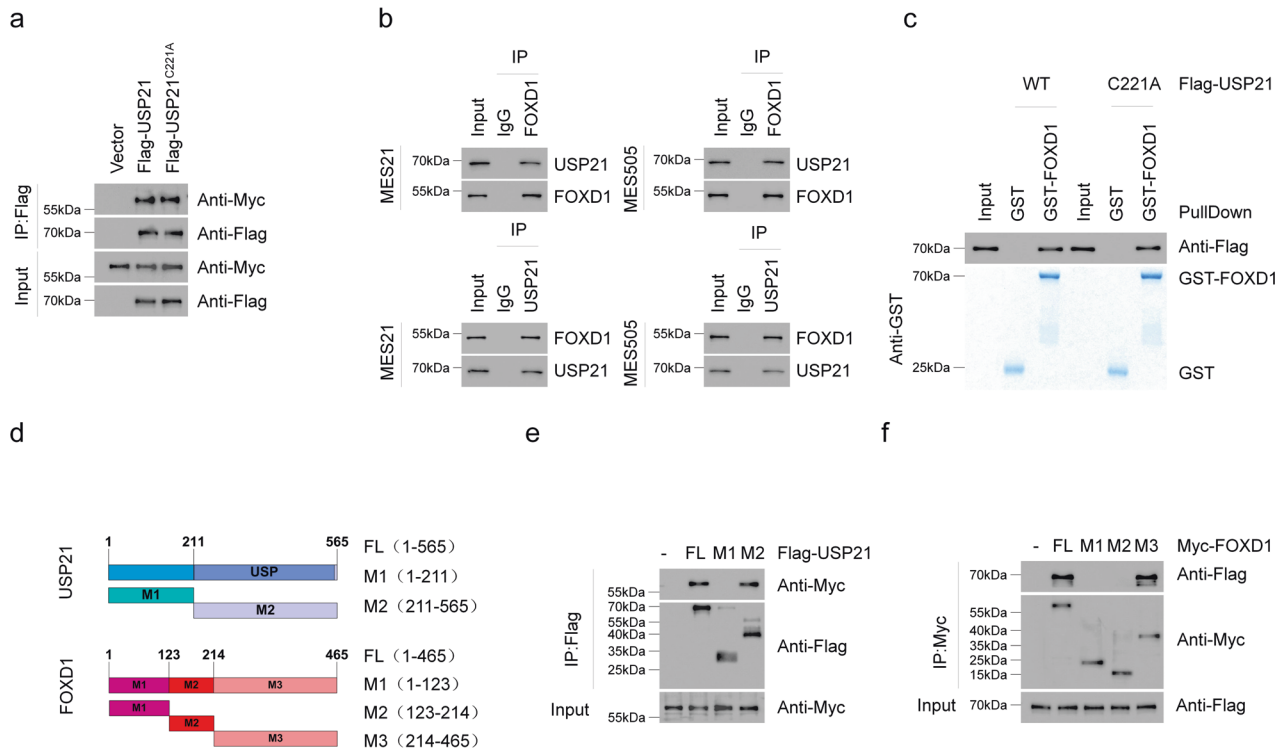 a
Vector
Flag-USP21
Flag-USP21C221A
IP:Flag
55kDa
Anti-Myc
70kDa
Anti-Flag
Input
55kDa
Anti-Myc
70kDa
Anti-Flag
b
IP
Input
IgG
FOXD1
MES21
70kDa
USP21
55kDa
FOXD1
IP
Input
IgG
FOXD1
MES505
70kDa
USP21
55kDa
FOXD1
IP
Input
IgG
USP21
MES21
55kDa
FOXD1
70kDa
USP21
IP
Input
IgG
USP21
MES505
55kDa
FOXD1
70kDa
USP21
c
WT
C221A
Flag-USP21
Input
GST
GST-FOXD1
Input
GST
GST-FOXD1
PullDown
70kDa
Anti-Flag
Anti-GST
70kDa
GST-FOXD1
25kDa
GST
d
USP21
1
211
565
FL（1-565）
USP
M1（1-211）
M1
M2
M2（211-565）
FOXD1
1
123
214
465
FL（1-465）
M1
M2
M3
M1（1-123）
M1
M2（123-214）
M2
M3
M3（214-465）
e
-
FL
M1
M2
Flag-USP21
IP:Flag
55kDa
Anti-Myc
70kDa
55kDa
40kDa
35kDa
25kDa
Anti-Flag
Input
55kDa
Anti-Myc
f
-
FL
M1
M2
M3
Myc-FOXD1
IP:Myc
70kDa
Anti-Flag
55kDa
40kDa
35kDa
25kDa
15kDa
Anti-Myc
Input
70kDa
Anti-Flag